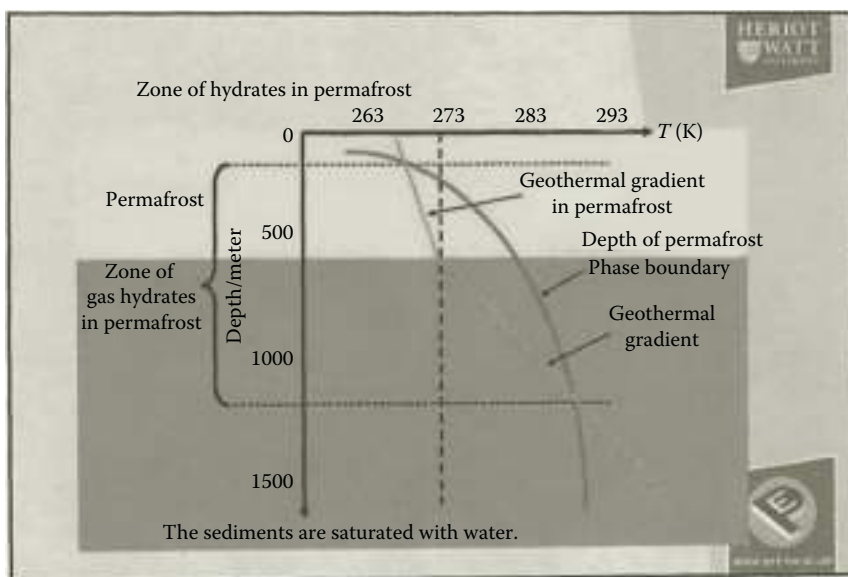 HERIOT
WATT
UNIVERSITY
Zone of hydrates in permafrost
263 273 283 293
T (K)
0
Permafrost
Geothermal gradient
in permafrost
500
Depth of permafrost
Phase boundary
Zone of
gas hydrates
in permafrost
Depth/meter
Geothermal
gradient
1000
1500
The sediments are saturated with water.